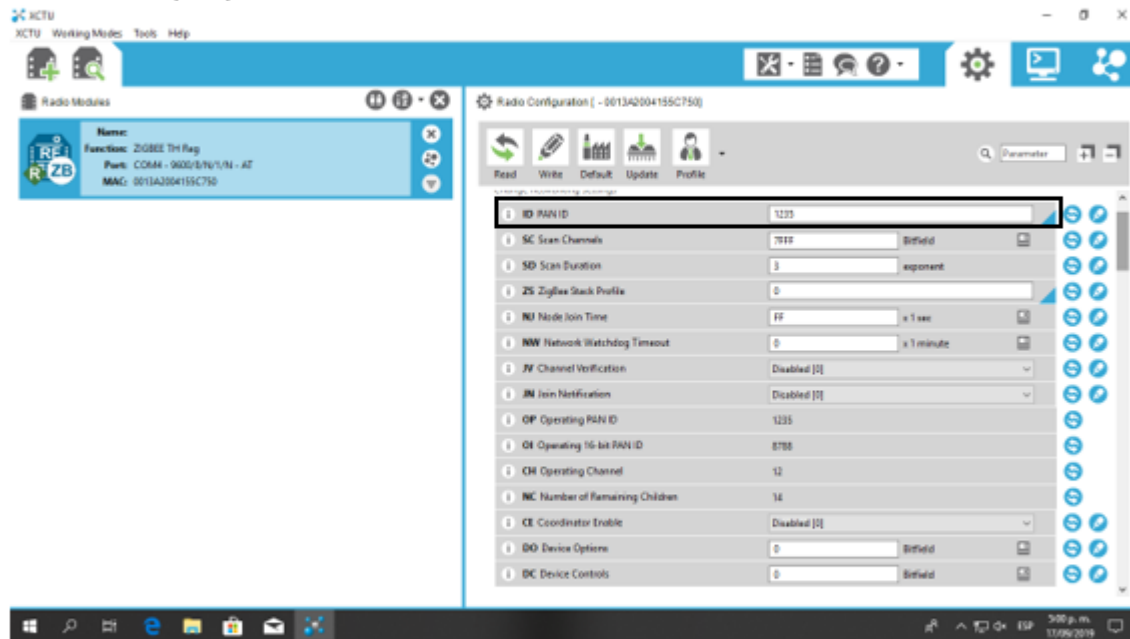 XCTU
XCTU Working Modes Tools Help
Radio Modules
Name:
Function: ZIGBEE TH Reg
Port: COM4 - 9600/8/N/1/N - AT
MAC: 0013A2004155C750
Radio Configuration [ - 0013A2004155C750]
Read Write Default Update Profile
Parameter
Change networking settings
ID PAN ID 1235
SC Scan Channels 7FFF Bitfield
SD Scan Duration 3 exponent
ZS ZigBee Stack Profile 0
NJ Node Join Time FF x 1 sec
NW Network Watchdog Timeout 0 x 1 minute
JV Channel Verification Disabled [0]
JN Join Notification Disabled [0]
OP Operating PAN ID 1235
OI Operating 16-bit PAN ID
CH Operating Channel 12
NC Number of Remaining Children 14
CE Coordinator Enable Disabled [0]
DO Device Options 0 Bitfield
DC Device Controls 0 Bitfield
RE
R ZB
ESP
5:00 p. m.
17/09/2019